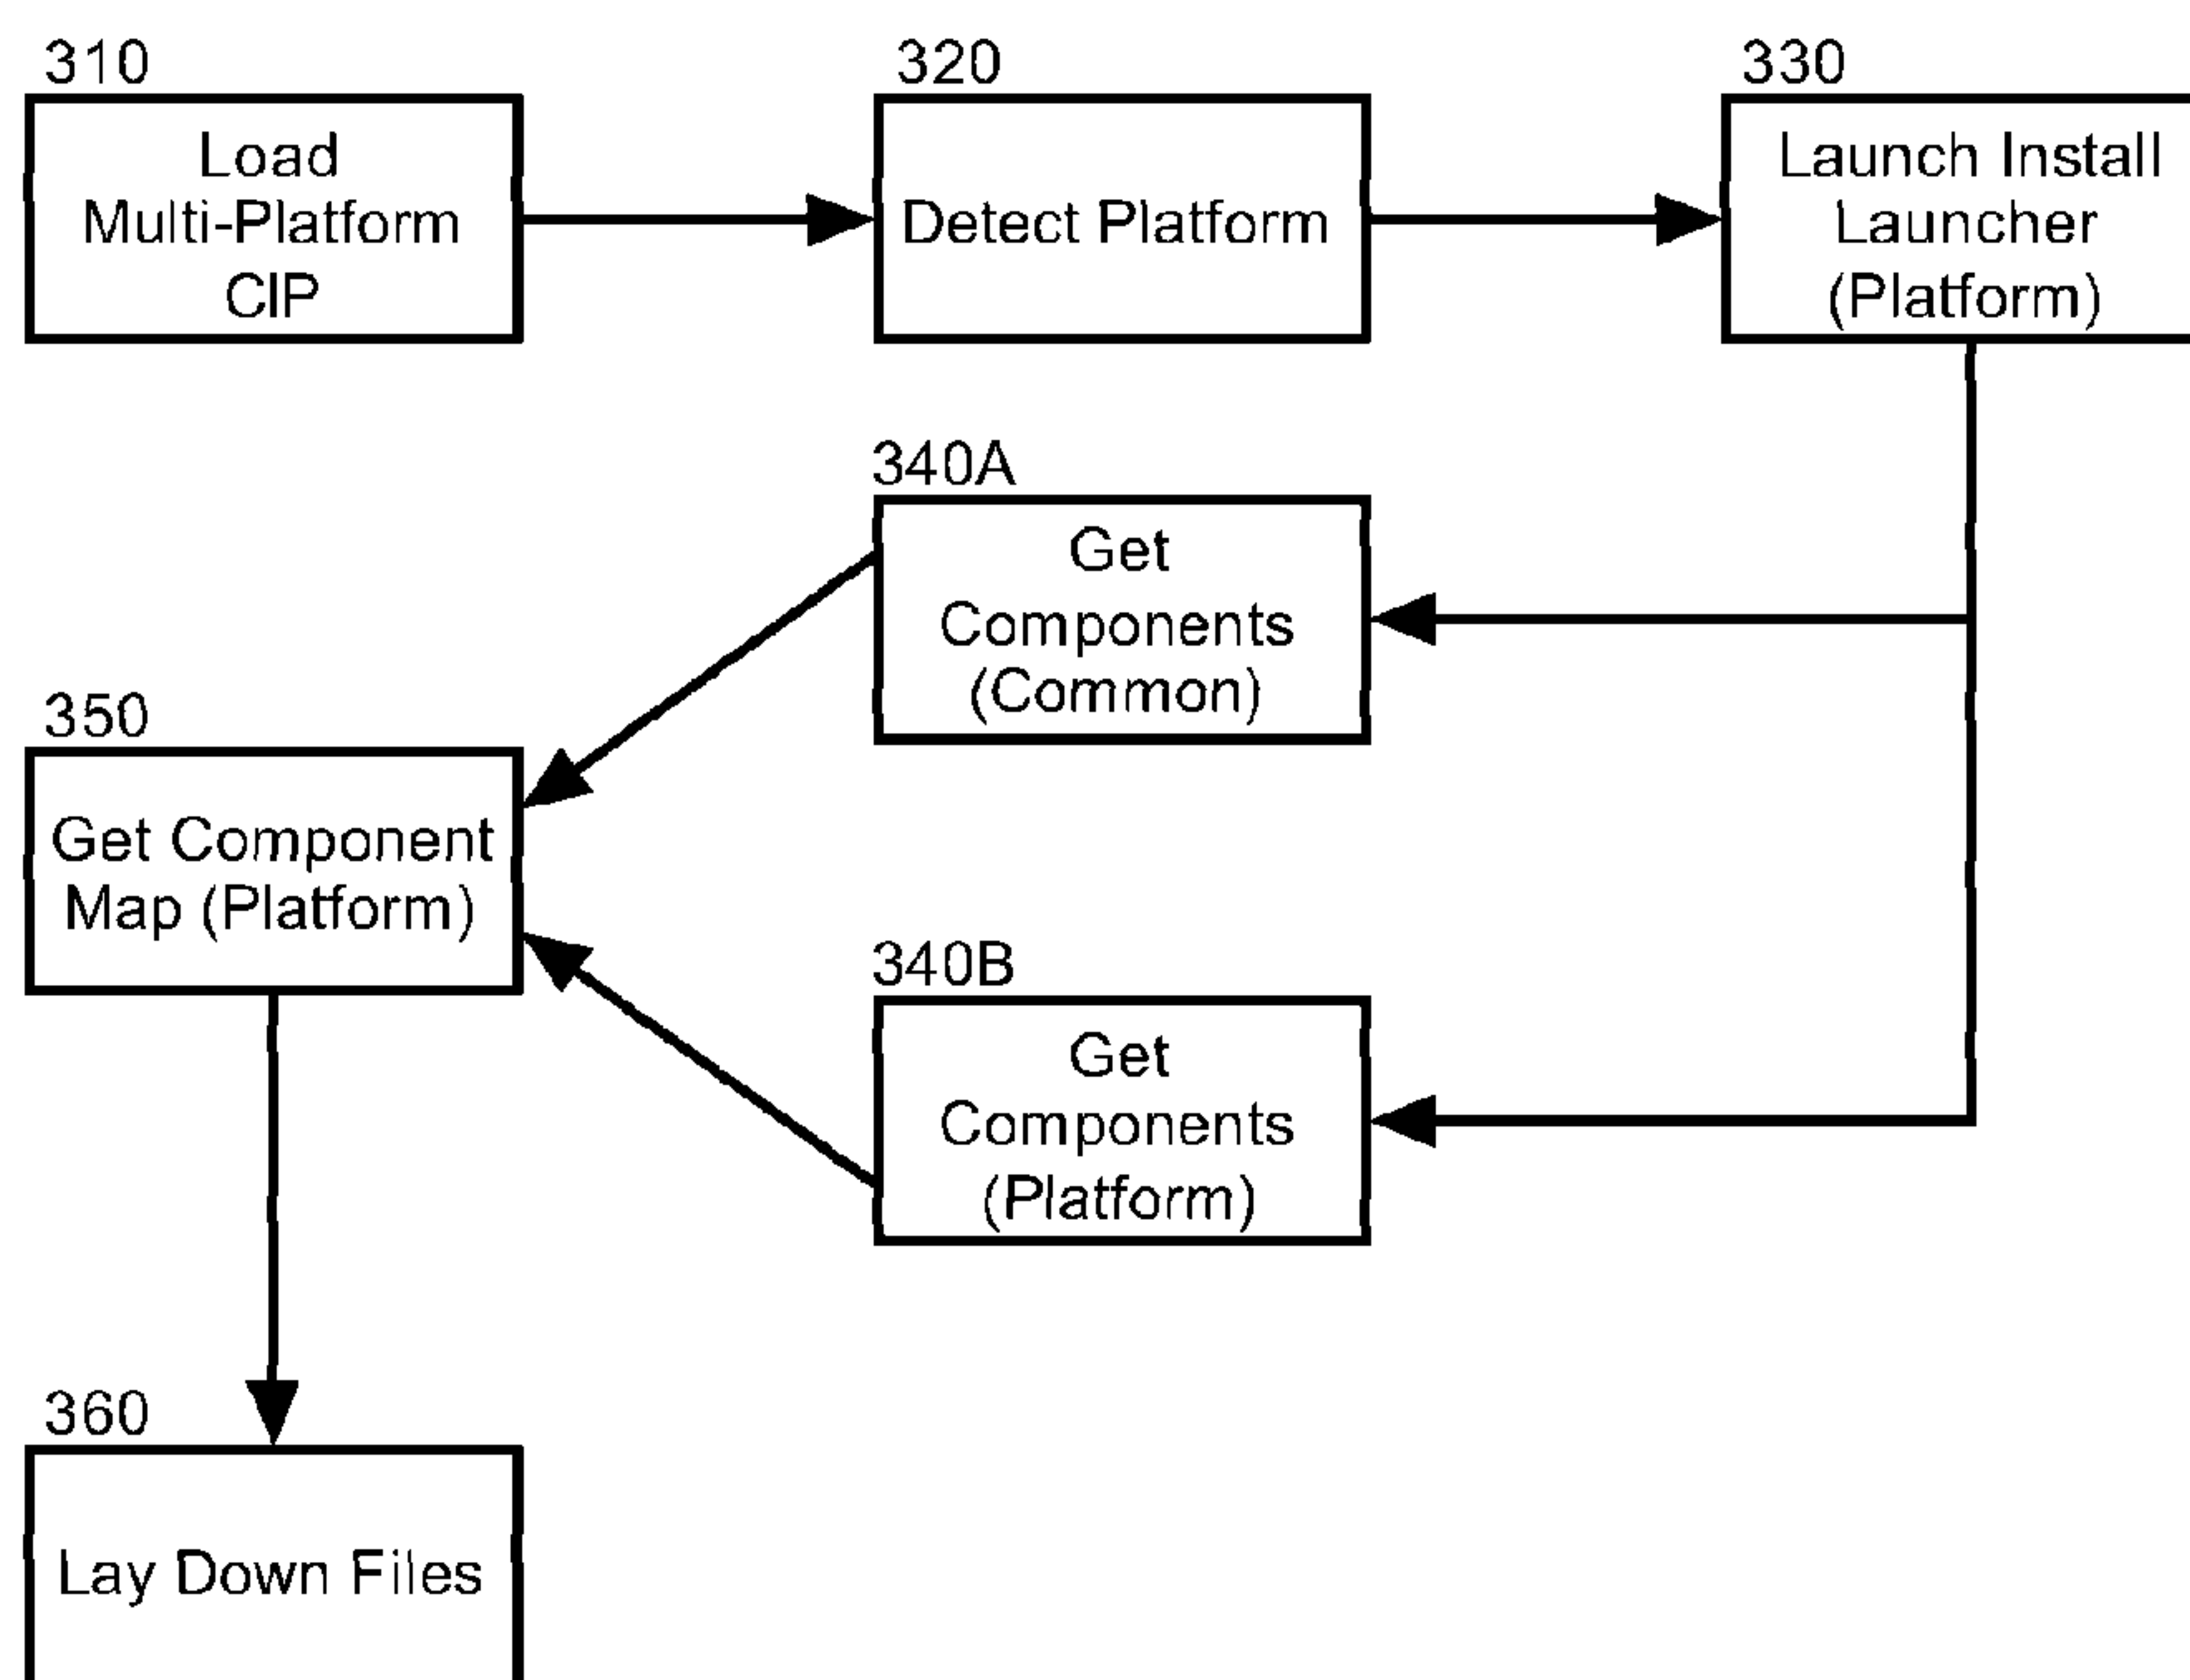 310
Load
Multi-Platform
CIP
320
Detect Platform
330
Launch Install
Launcher
(Platform)
340A
Get
Components
(Common)
350
Get Component
Map (Platform)
340B
Get
Components
(Platform)
360
Lay Down Files